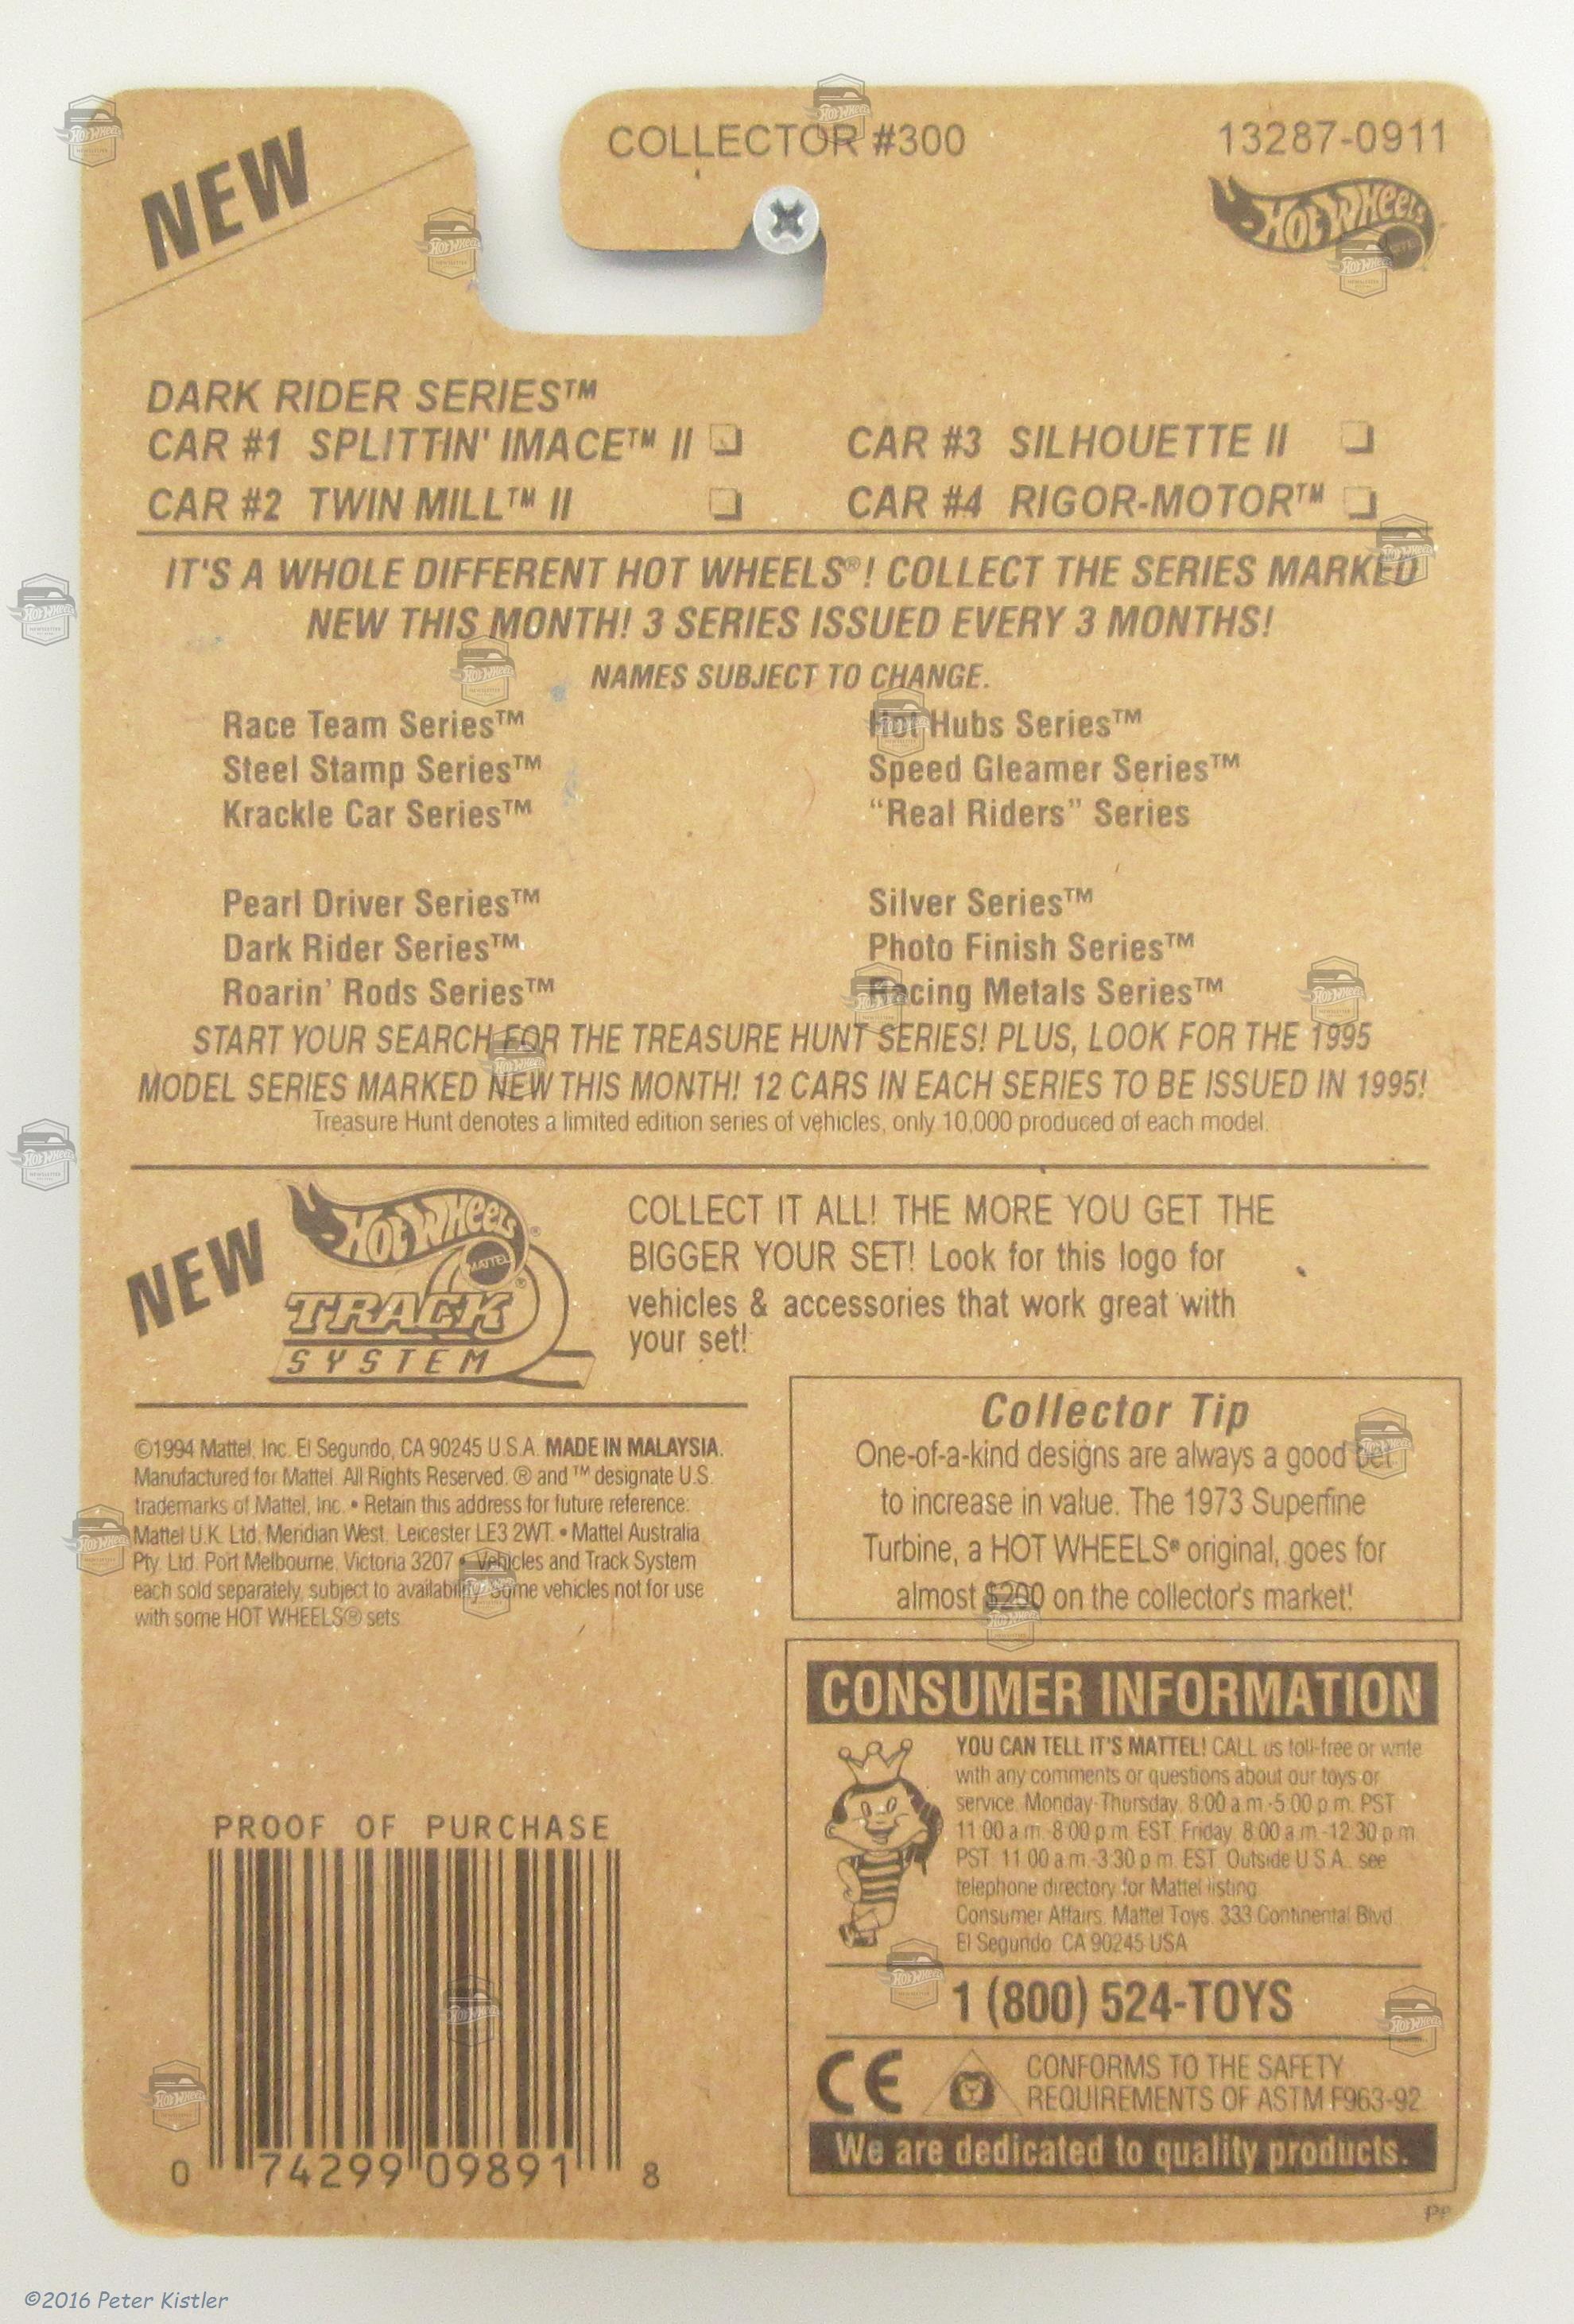 NEW
COLLECTOR #300
13287-0911
HOT WHEELS
DARK RIDER SERIES™
CAR #1 SPLITTIN' IMACE™ II
CAR #2 TWIN MILL™ II
CAR #3 SILHOUETTE II
CAR #4 RIGOR-MOTOR™
IT'S A WHOLE DIFFERENT HOT WHEELS®! COLLECT THE SERIES MARKED
NEW THIS MONTH! 3 SERIES ISSUED EVERY 3 MONTHS!
NAMES SUBJECT TO CHANGE.
Race Team Series™
Steel Stamp Series™
Krackle Car Series™
Hot Hubs Series™
Speed Gleamer Series™
“Real Riders” Series
Pearl Driver Series™
Dark Rider Series™
Roarin’ Rods Series™
Silver Series™
Photo Finish Series™
Racing Metals Series™
START YOUR SEARCH FOR THE TREASURE HUNT SERIES! PLUS, LOOK FOR THE 1995
MODEL SERIES MARKED NEW THIS MONTH! 12 CARS IN EACH SERIES TO BE ISSUED IN 1995!
Treasure Hunt denotes a limited edition series of vehicles, only 10,000 produced of each model.
NEW
HOT WHEELS®
MATTEL®
TRACK
SYSTEM
COLLECT IT ALL! THE MORE YOU GET THE
BIGGER YOUR SET! Look for this logo for
vehicles & accessories that work great with
your set!
©1994 Mattel, Inc. El Segundo, CA 90245 U.S.A. MADE IN MALAYSIA.
Manufactured for Mattel. All Rights Reserved. ® and ™ designate U.S.
trademarks of Mattel, Inc. • Retain this address for future reference:
Mattel U.K. Ltd. Meridian West, Leicester LE3 2WT. • Mattel Australia
Pty. Ltd. Port Melbourne, Victoria 3207 • Vehicles and Track System
each sold separately, subject to availability. Some vehicles not for use
with some HOT WHEELS® sets.
Collector Tip
One-of-a-kind designs are always a good bet
to increase in value. The 1973 Superfine
Turbine, a HOT WHEELS® original, goes for
almost $200 on the collector's market!
CONSUMER INFORMATION
YOU CAN TELL IT'S MATTEL! CALL us toll-free or write
with any comments or questions about our toys or
service. Monday-Thursday, 8:00 a.m.-5:00 p.m. PST
11:00 a.m.-8:00 p.m. EST. Friday, 8:00 a.m.-12:30 p.m.
PST, 11:00 a.m.-3:30 p.m. EST. Outside U.S.A., see
telephone directory for Mattel listing.
Consumer Affairs, Mattel Toys, 333 Continental Blvd.
El Segundo, CA 90245 USA
1 (800) 524-TOYS
CE
CONFORMS TO THE SAFETY
REQUIREMENTS OF ASTM F963-92.
We are dedicated to quality products.
PROOF OF PURCHASE
0 74299 09891 8
PP
©2016 Peter Kistler